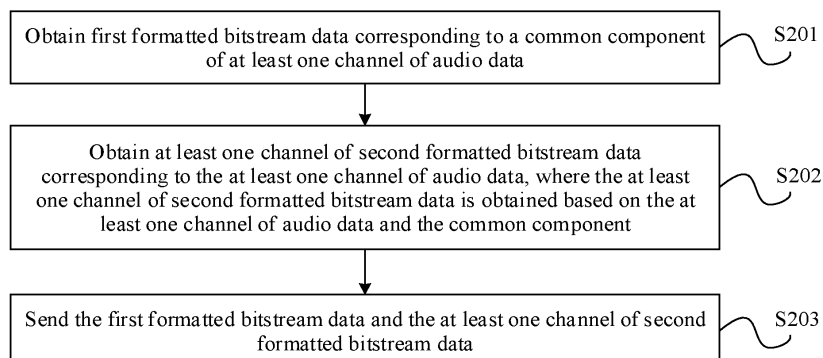 Obtain first formatted bitstream data corresponding to a common component
of at least one channel of audio data
S201
Obtain at least one channel of second formatted bitstream data
corresponding to the at least one channel of audio data, where the at least
one channel of second formatted bitstream data is obtained based on the at
least one channel of audio data and the common component
S202
Send the first formatted bitstream data and the at least one channel of second
formatted bitstream data
S203